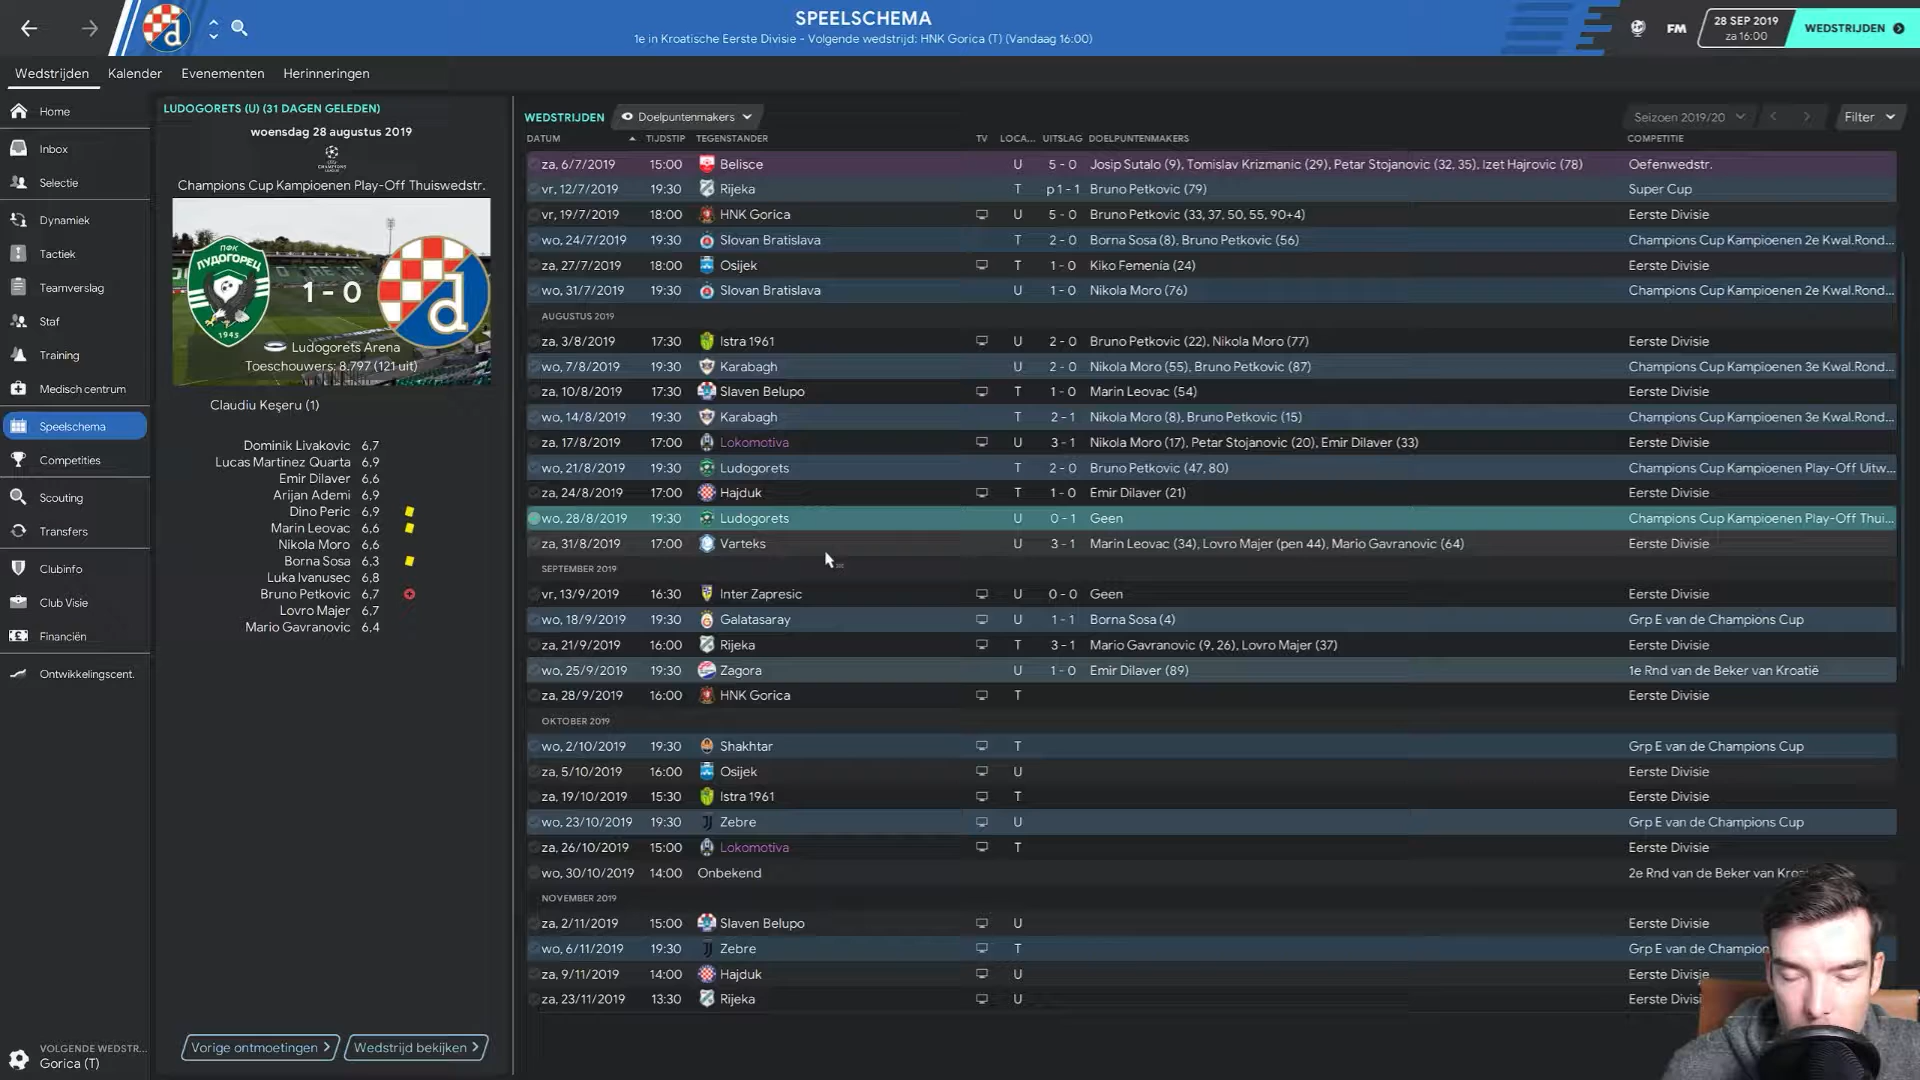 SPEELSCHEMA
1e in Kroatische Eerste Divisie - Volgende wedstrijd: HNK Gorica (T) (Vandaag 16:00)
FM
28 SEP 2019
za 16:00
WEDSTRIJDEN
Wedstrijden Kalender Evenementen Herinneringen
Home
Inbox
Selectie
Dynamiek
Tactiek
Teamverslag
Staf
Training
Medisch centrum
Speelschema
Competities
Scouting
Transfers
Clubinfo
Club Visie
Financiën
Ontwikkelingscent.
VOLGENDE WEDSTR...
Gorica (T)
LUDOGORETS (U) (31 DAGEN GELEDEN)
woensdag 28 augustus 2019
Champions Cup Kampioenen Play-Off Thuiswedstr.
ПФК
ЛУДОГОРЕЦ
1945
1 - 0
Ludogorets Arena
Toeschouwers: 8.797 (121 uit)
Claudiu Keşeru (1)
Dominik Livakovic 6,7
Lucas Martínez Quarta 6,9
Emir Dilaver 6,6
Arijan Ademi 6,9
Dino Peric 6,9
Marin Leovac 6,6
Nikola Moro 6,6
Borna Sosa 6,3
Luka Ivanusec 6,8
Bruno Petkovic 6,7
Lovro Majer 6,7
Mario Gavranovic 6,4
Vorige ontmoetingen
Wedstrijd bekijken
WEDSTRIJDEN Doelpuntenmakers Seizoen 2019/20 Filter
DATUM TIJDSTIP TEGENSTANDER TV LOCA... UITSLAG DOELPUNTENMAKERS COMPETITIE
za, 6/7/2019 15:00 Belisce U 5 - 0 Josip Sutalo (9), Tomislav Krizmanic (29), Petar Stojanovic (32, 35), Izet Hajrovic (78) Oefenwedstr.
vr, 12/7/2019 19:30 Rijeka T p 1 - 1 Bruno Petkovic (79) Super Cup
vr, 19/7/2019 18:00 HNK Gorica U 5 - 0 Bruno Petkovic (33, 37, 50, 55, 90+4) Eerste Divisie
wo, 24/7/2019 19:30 Slovan Bratislava T 2 - 0 Borna Sosa (8), Bruno Petkovic (56) Champions Cup Kampioenen 2e Kwal.Rond...
za, 27/7/2019 18:00 Osijek T 1 - 0 Kiko Femenía (24) Eerste Divisie
wo, 31/7/2019 19:30 Slovan Bratislava U 1 - 0 Nikola Moro (76) Champions Cup Kampioenen 2e Kwal.Rond...
AUGUSTUS 2019
za, 3/8/2019 17:30 Istra 1961 U 2 - 0 Bruno Petkovic (22), Nikola Moro (77) Eerste Divisie
wo, 7/8/2019 19:30 Karabagh U 2 - 0 Nikola Moro (55), Bruno Petkovic (87) Champions Cup Kampioenen 3e Kwal.Rond...
za, 10/8/2019 17:30 Slaven Belupo T 1 - 0 Marin Leovac (54) Eerste Divisie
wo, 14/8/2019 19:30 Karabagh T 2 - 1 Nikola Moro (8), Bruno Petkovic (15) Champions Cup Kampioenen 3e Kwal.Rond...
za, 17/8/2019 17:00 Lokomotiva U 3 - 1 Nikola Moro (17), Petar Stojanovic (20), Emir Dilaver (33) Eerste Divisie
wo, 21/8/2019 19:30 Ludogorets T 2 - 0 Bruno Petkovic (47, 80) Champions Cup Kampioenen Play-Off Uitw...
za, 24/8/2019 17:00 Hajduk T 1 - 0 Emir Dilaver (21) Eerste Divisie
wo, 28/8/2019 19:30 Ludogorets U 0 - 1 Geen Champions Cup Kampioenen Play-Off Thui...
za, 31/8/2019 17:00 Varteks U 3 - 1 Marin Leovac (34), Lovro Majer (pen 44), Mario Gavranovic (64) Eerste Divisie
SEPTEMBER 2019
vr, 13/9/2019 16:30 Inter Zapresic U 0 - 0 Geen Eerste Divisie
wo, 18/9/2019 19:30 Galatasaray U 1 - 1 Borna Sosa (4) Grp E van de Champions Cup
za, 21/9/2019 16:00 Rijeka T 3 - 1 Mario Gavranovic (9, 26), Lovro Majer (37) Eerste Divisie
wo, 25/9/2019 19:30 Zagora U 1 - 0 Emir Dilaver (89) 1e Rnd van de Beker van Kroatië
za, 28/9/2019 16:00 HNK Gorica T Eerste Divisie
OKTOBER 2019
wo, 2/10/2019 19:30 Shakhtar T Grp E van de Champions Cup
za, 5/10/2019 16:00 Osijek U Eerste Divisie
za, 19/10/2019 15:30 Istra 1961 T Eerste Divisie
wo, 23/10/2019 19:30 Zebre U Grp E van de Champions Cup
za, 26/10/2019 15:00 Lokomotiva T Eerste Divisie
wo, 30/10/2019 14:00 Onbekend 2e Rnd van de Beker van
NOVEMBER 2019
za, 2/11/2019 15:00 Slaven Belupo U Eerste Divisie
wo, 6/11/2019 19:30 Zebre T Grp E van de
za, 9/11/2019 14:00 Hajduk U Eerste Divisie
za, 23/11/2019 13:30 Rijeka U Eerste